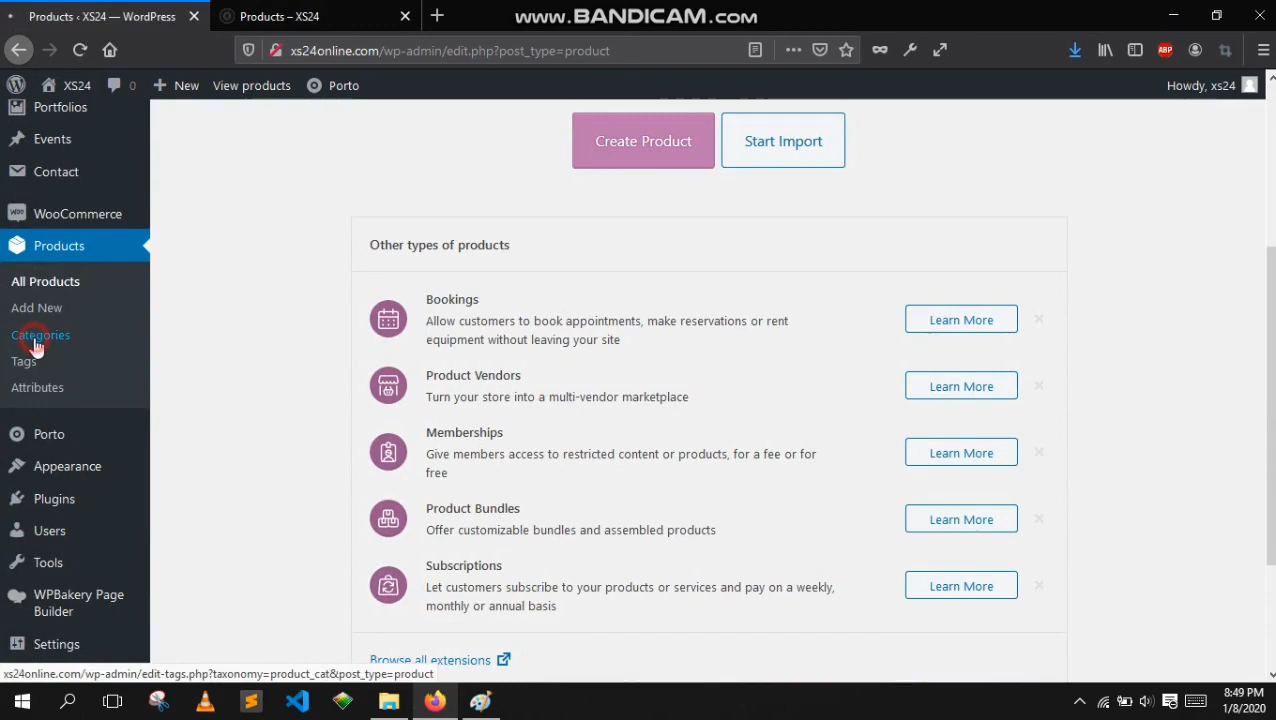 Products ‹ XS24 — WordPress
Products – XS24
www.BANDICAM.com
xs24online.com/wp-admin/edit.php?post_type=product
ABP
XS24
0
New
View products
Porto
Howdy, xs24
Portfolios
Events
Contact
WooCommerce
Products
All Products
Add New
Categories
Tags
Attributes
Porto
Appearance
Plugins
Users
Tools
WPBakery Page
Builder
Settings
Create Product
Start Import
Other types of products
Bookings
Allow customers to book appointments, make reservations or rent
equipment without leaving your site
Learn More
Product Vendors
Turn your store into a multi-vendor marketplace
Learn More
Memberships
Give members access to restricted content or products, for a fee or for
free
Learn More
Product Bundles
Offer customizable bundles and assembled products
Learn More
Subscriptions
Let customers subscribe to your products or services and pay on a weekly,
monthly or annual basis
Learn More
Browse all extensions
xs24online.com/wp-admin/edit-tags.php?taxonomy=product_cat&post_type=product
8:49 PM
1/8/2020